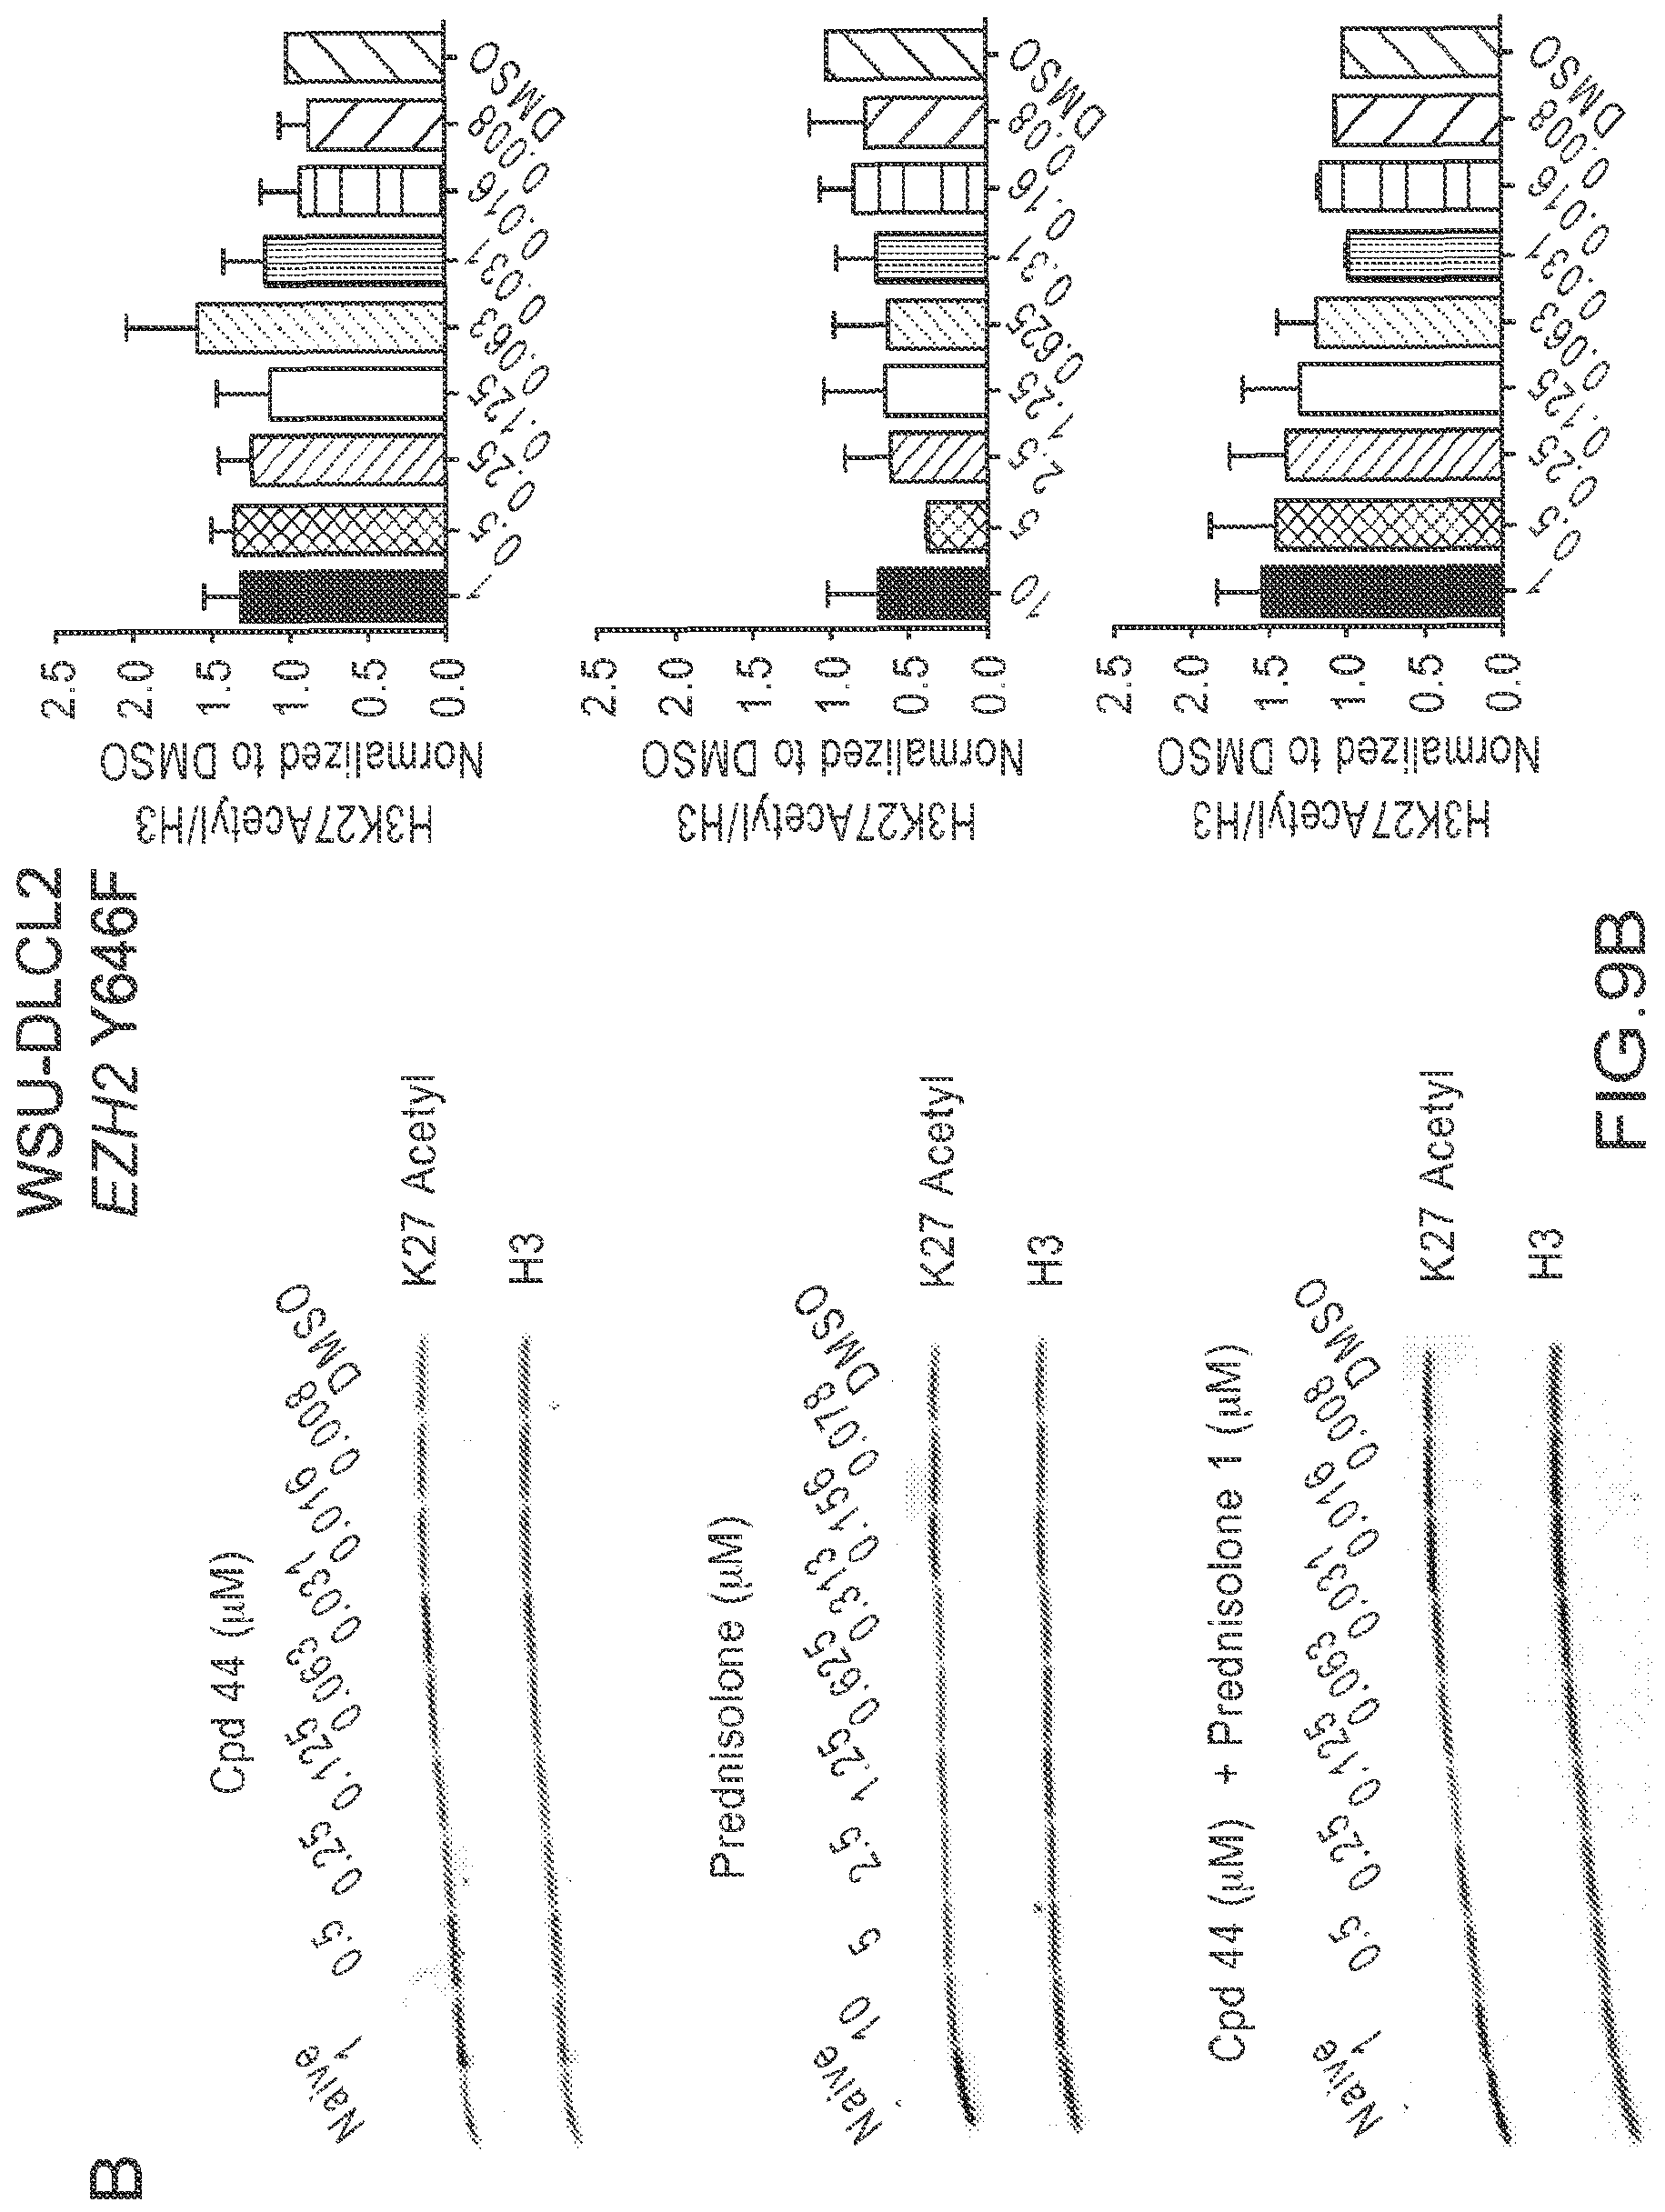 B
WSU-DLCL2
EZH2 Y646F
Cpd 44 (µM)
Naive 1 0.5 0.25 0.125 0.063 0.031 0.016 0.008 DMSO
K27 Acetyl
H3
H3K27Acetyl/H3
Normalized to DMSO
2.5
2.0
1.5
1.0
0.5
0.0
1 0.5 0.25 0.125 0.063 0.031 0.016 0.008 DMSO
Prednisolone (µM)
Naive 10 5 2.5 1.25 0.625 0.313 0.156 0.078 DMSO
K27 Acetyl
H3
H3K27Acetyl/H3
Normalized to DMSO
2.5
2.0
1.5
1.0
0.5
0.0
10 5 2.5 1.25 0.625 0.31 0.16 0.08 DMSO
Cpd 44 (µM) + Prednisolone 1 (µM)
Naive 1 0.5 0.25 0.125 0.063 0.031 0.016 0.008 DMSO
K27 Acetyl
H3
H3K27Acetyl/H3
Normalized to DMSO
2.5
2.0
1.5
1.0
0.5
0.0
1 0.5 0.25 0.125 0.063 0.031 0.016 0.008 DMSO
FIG.9B